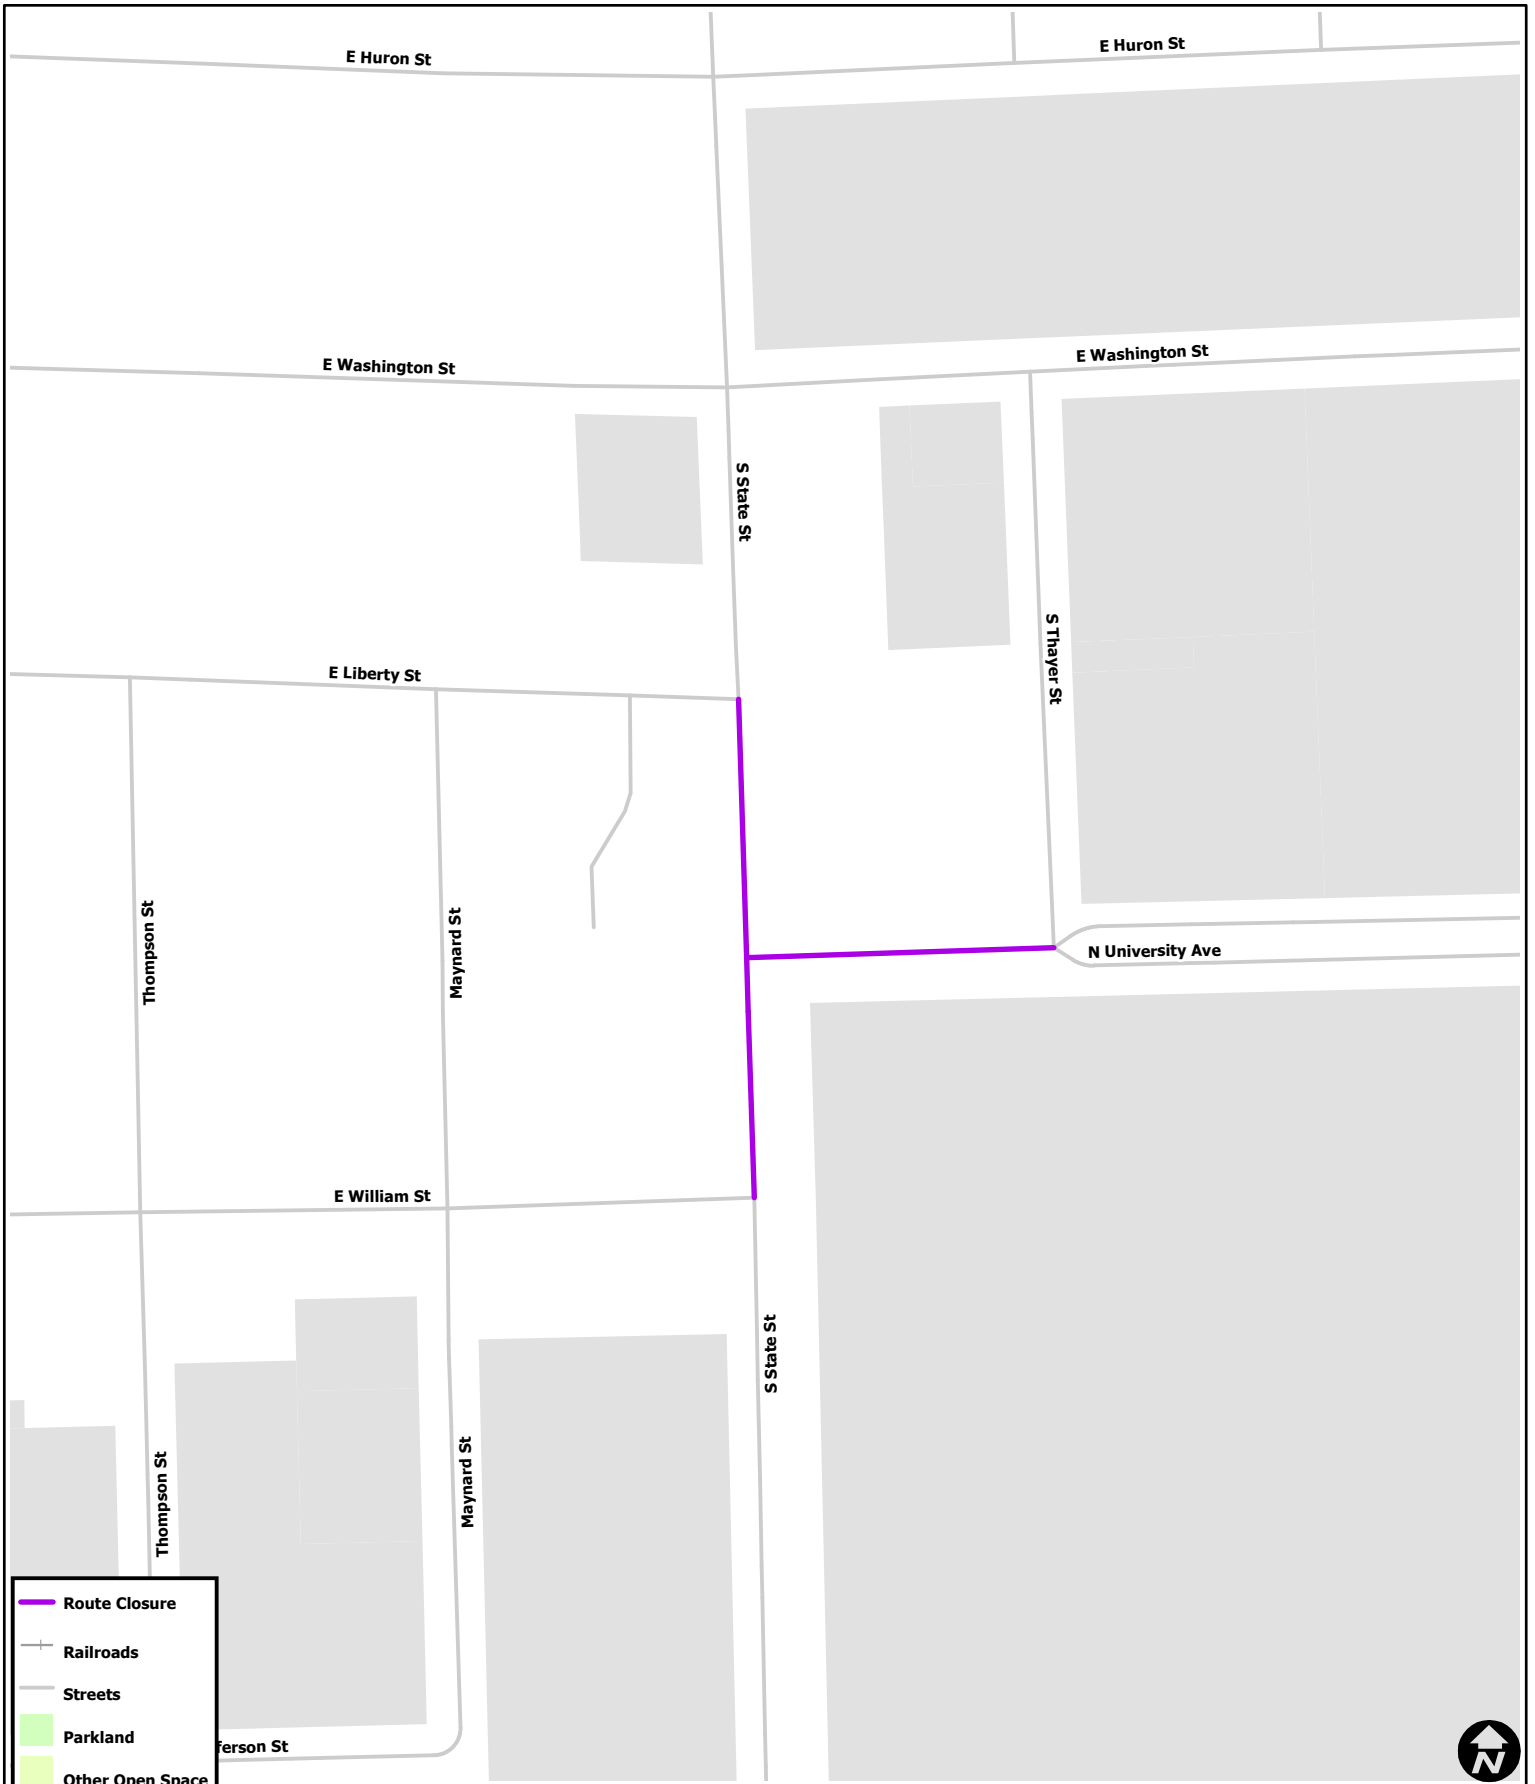 E Huron St
E Huron St
E Washington St
E Washington St
S State St
S Thayer St
E Liberty St
Thompson St
Maynard St
N University Ave
E William St
S State St
Maynard St
Thompson St
Route Closure
Railroads
Streets
Parkland
ferson St
Other Open Space
N